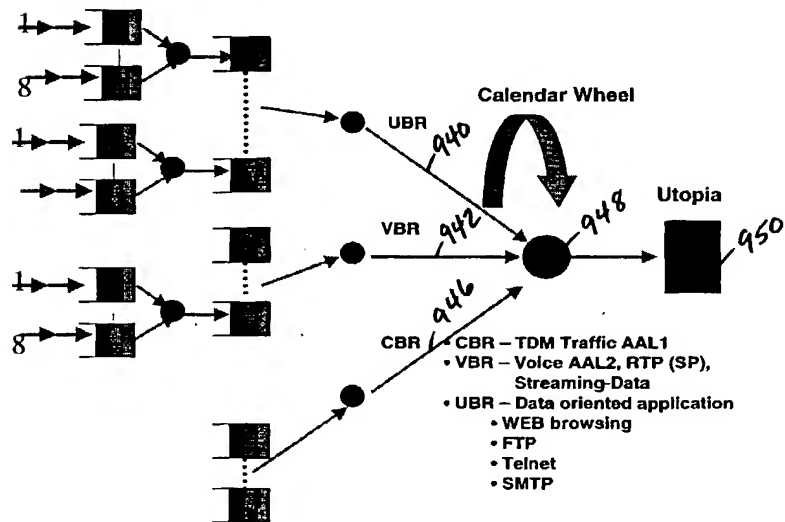 1
8
1
1
8
UBR
940
Calendar Wheel
Utopia
948
950
VBR
942
CBR
946
• CBR – TDM Traffic AAL1
• VBR – Voice AAL2, RTP (SP),
Streaming-Data
• UBR – Data oriented application
• WEB browsing
• FTP
• Telnet
• SMTP